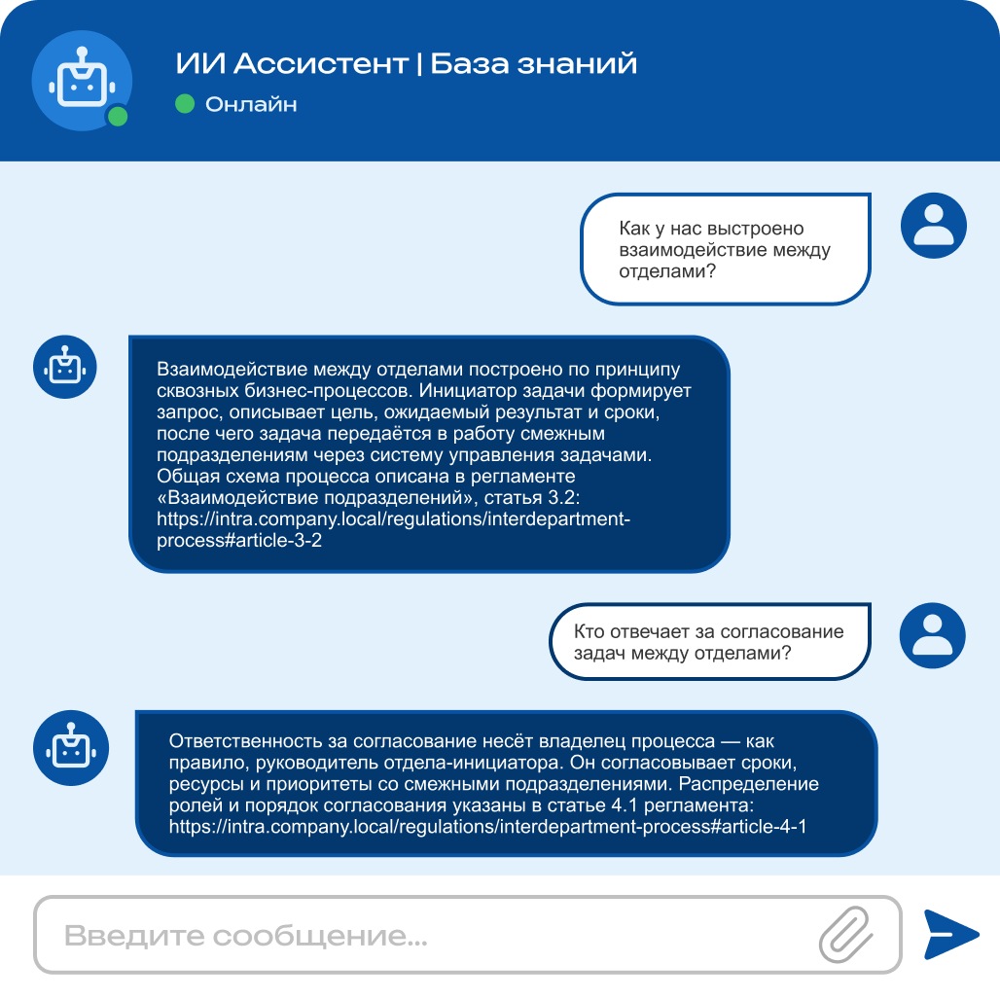 ИИ Ассистент | База знаний
Онлайн
Как у нас выстроено
взаимодействие между
отделами?
Взаимодействие между отделами построено по принципу
сквозных бизнес-процессов. Инициатор задачи формирует
запрос, описывает цель, ожидаемый результат и сроки,
после чего задача передаётся в работу смежным
подразделениям через систему управления задачами.
Общая схема процесса описана в регламенте
«Взаимодействие подразделений», статья 3.2:
https://intra.company.local/regulations/interdepartment-
process#article-3-2
Кто отвечает за согласование
задач между отделами?
Ответственность за согласование несёт владелец процесса — как
правило, руководитель отдела-инициатора. Он согласовывает сроки,
ресурсы и приоритеты со смежными подразделениями. Распределение
ролей и порядок согласования указаны в статье 4.1 регламента:
https://intra.company.local/regulations/interdepartment-process#article-4-1
Введите сообщение...